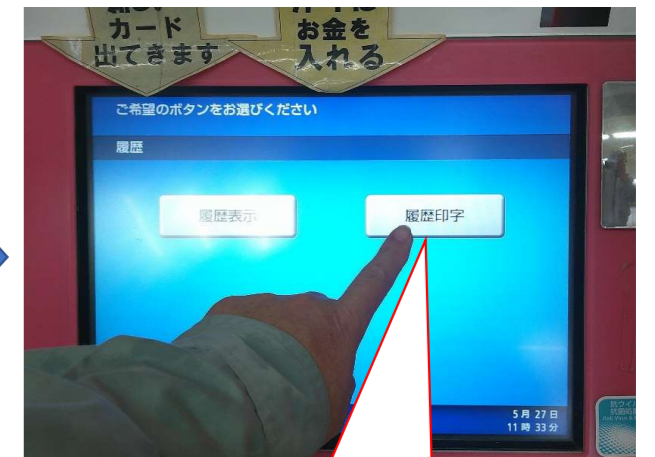 カード
出てきます
お金を
入れる
ご希望のボタンをお選びください
履歴
履歴表示
履歴印字
5月 27日
11時 33分